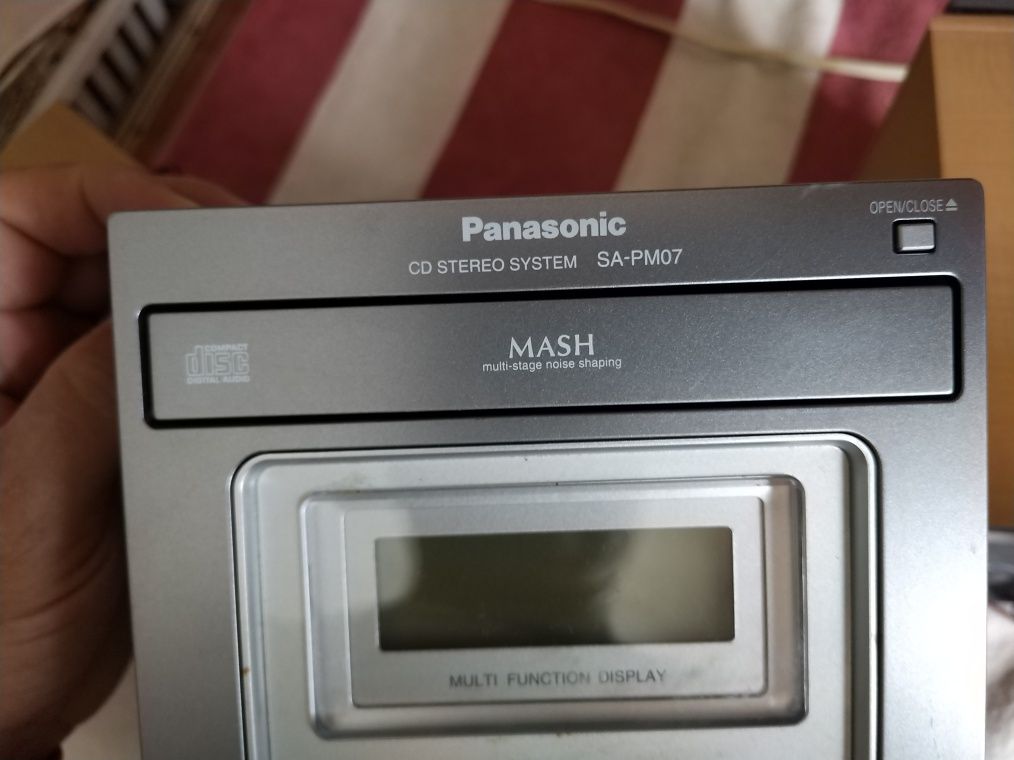 Panasonic
OPEN/CLOSE
CD STEREO SYSTEM SA-PM07
COMPACT
disc
DIGITAL AUDIO
MASH
multi-stage noise shaping
MULTI FUNCTION DISPLAY